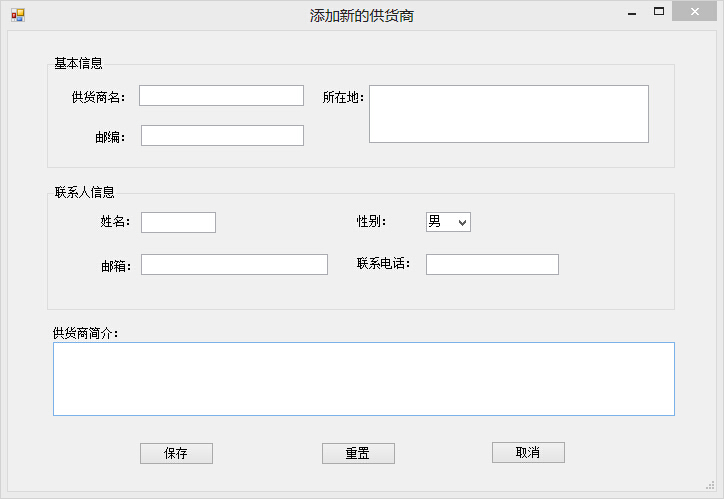 添加新的供货商
基本信息
供货商名： 所在地：
邮编：
联系人信息
姓名： 性别： 男
邮箱： 联系电话：
供货商简介：
保存 重置 取消